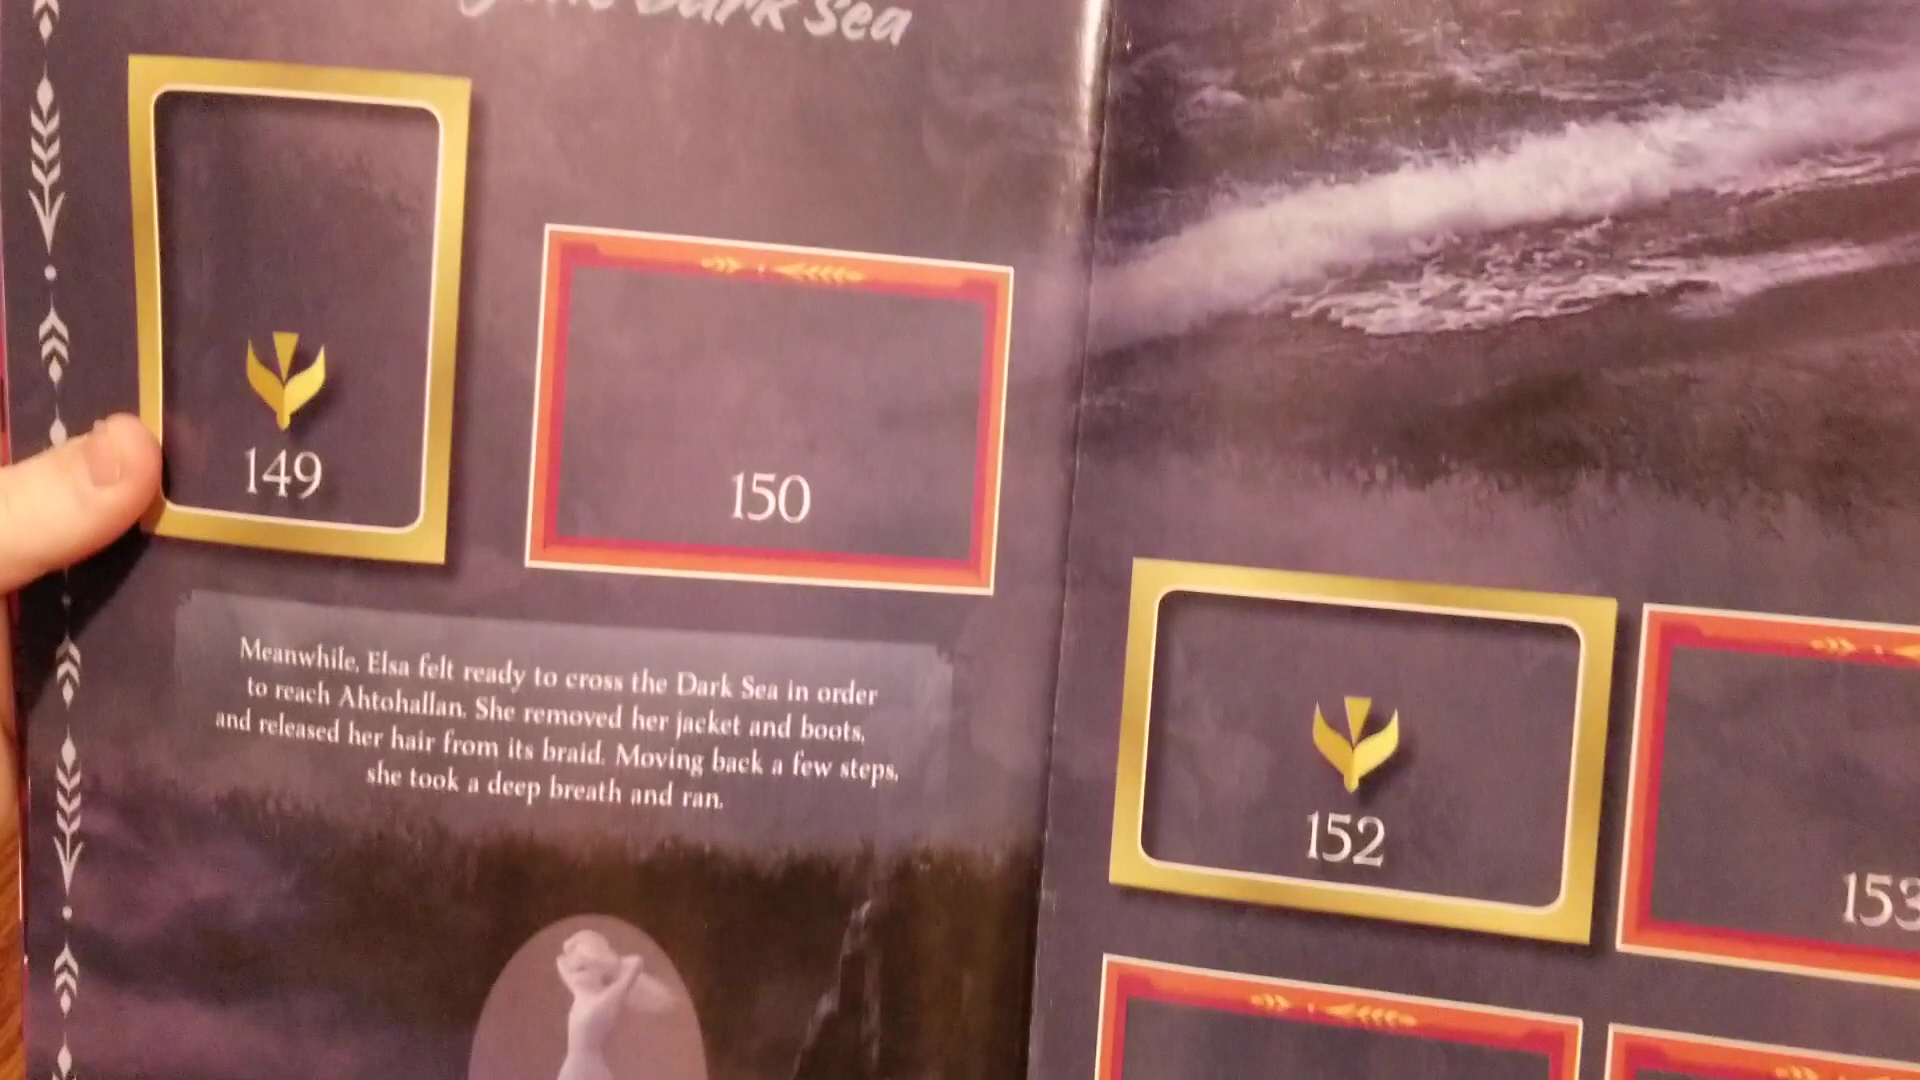 Dark Sea
149
150
Meanwhile, Elsa felt ready to cross the Dark Sea in order
to reach Ahtohallan. She removed her jacket and boots,
and released her hair from its braid. Moving back a few steps,
she took a deep breath and ran.
152
153